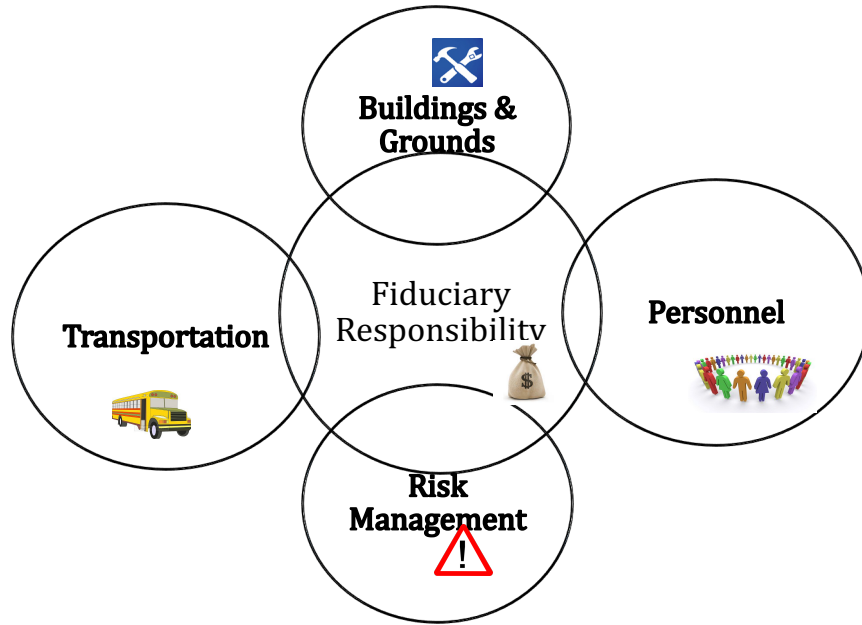 Buildings &
Grounds
Fiduciary
Responsibility
Transportation
Personnel
$
Risk
Management
!